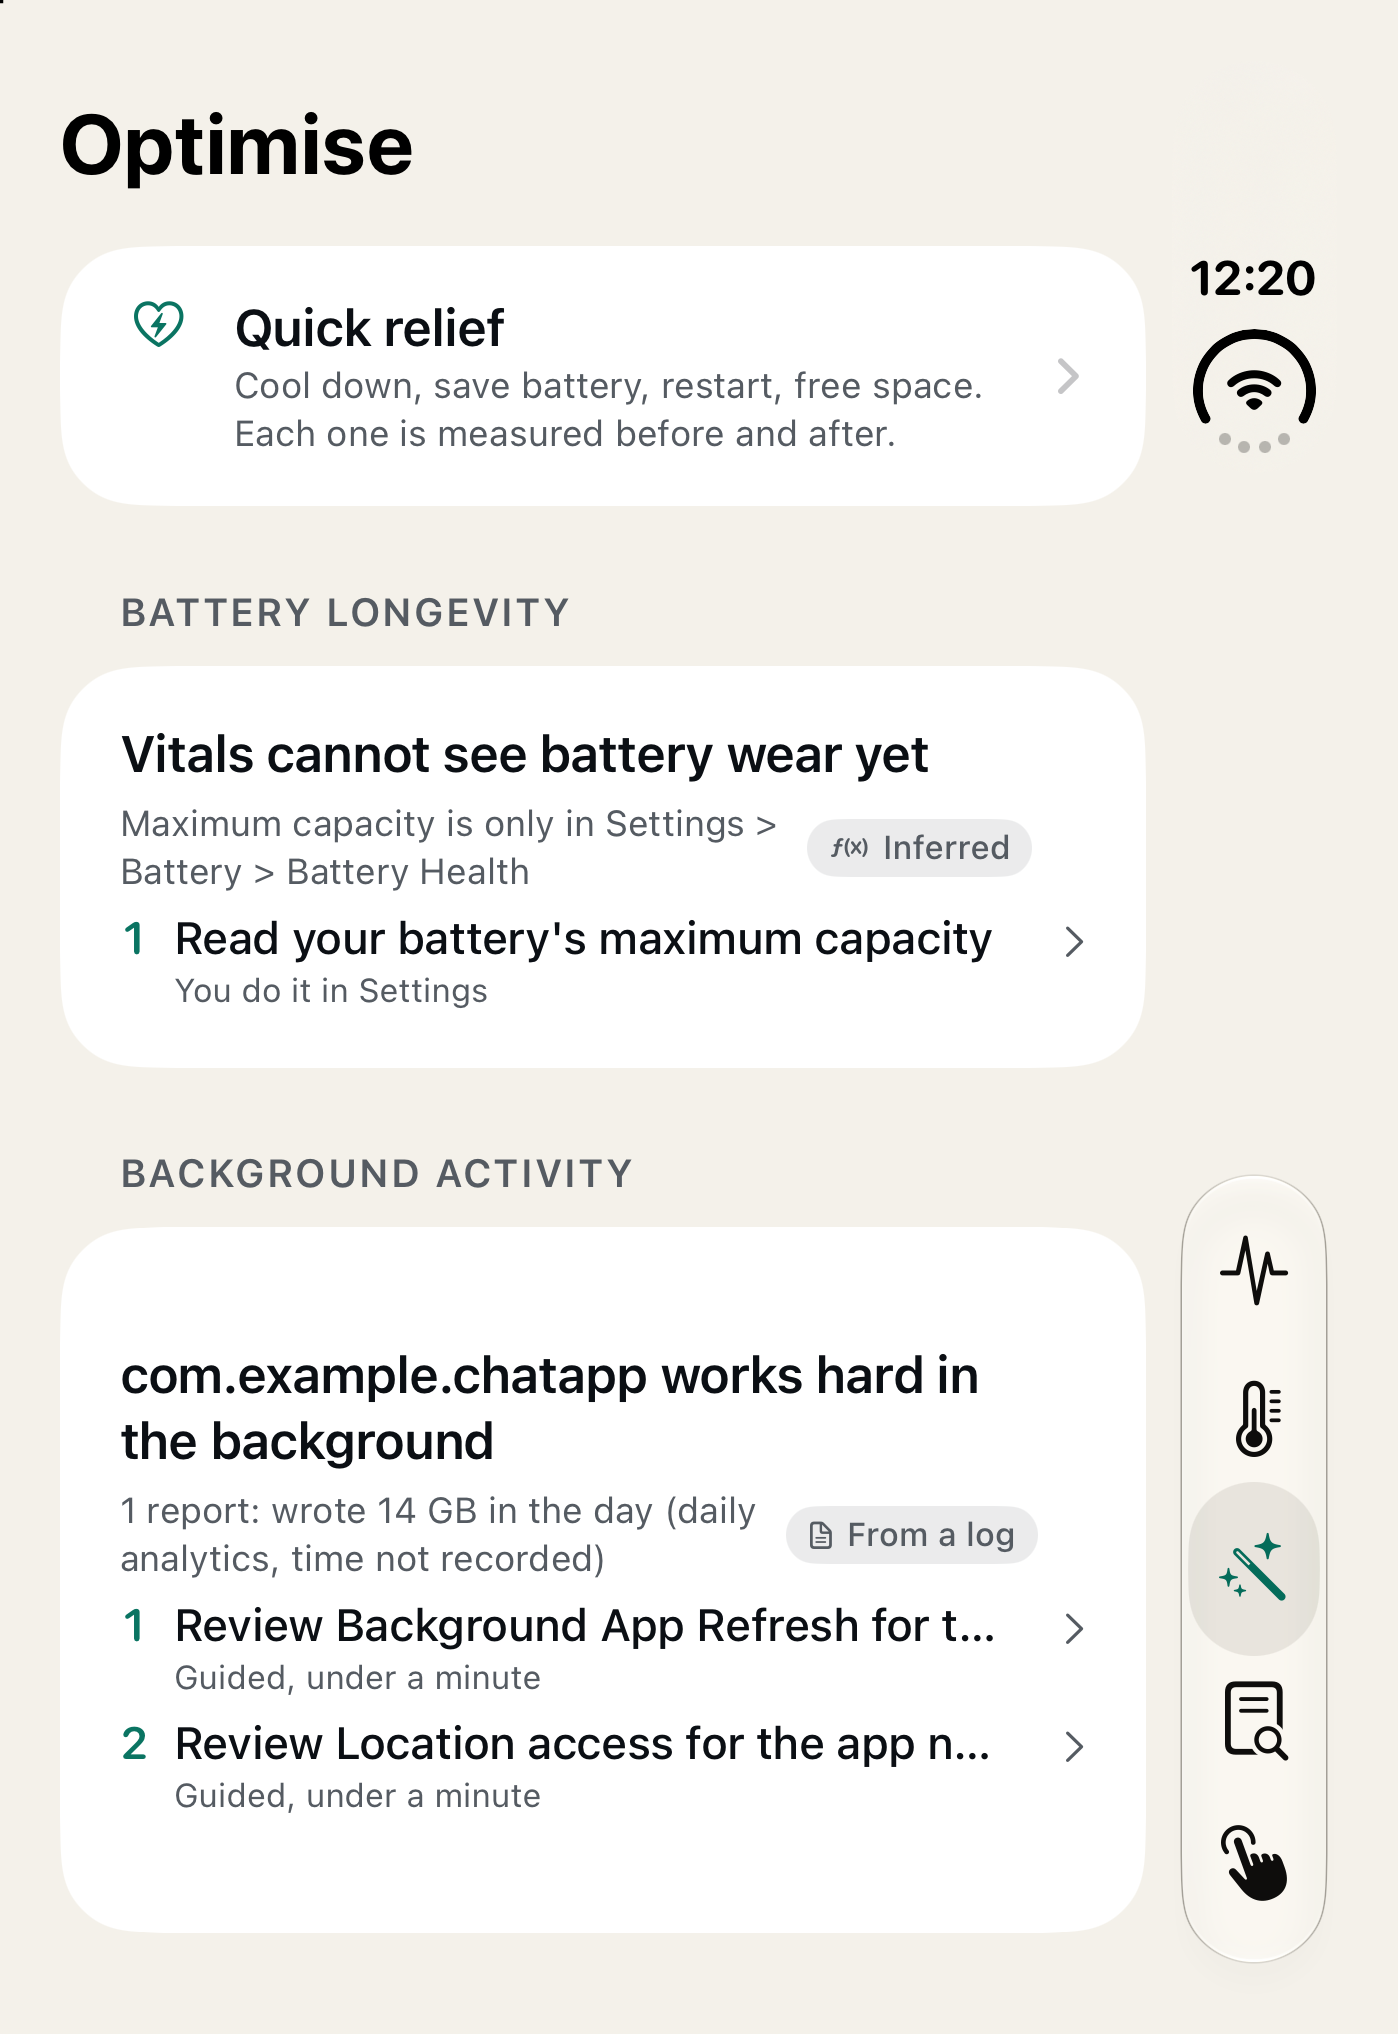 Optimise
12:20
Quick relief
Cool down, save battery, restart, free space.
Each one is measured before and after.
BATTERY LONGEVITY
Vitals cannot see battery wear yet
Maximum capacity is only in Settings >
Battery > Battery Health
f(x) Inferred
1 Read your battery's maximum capacity
You do it in Settings
BACKGROUND ACTIVITY
com.example.chatapp works hard in
the background
1 report: wrote 14 GB in the day (daily
analytics, time not recorded)
From a log
1 Review Background App Refresh for t...
Guided, under a minute
2 Review Location access for the app n...
Guided, under a minute